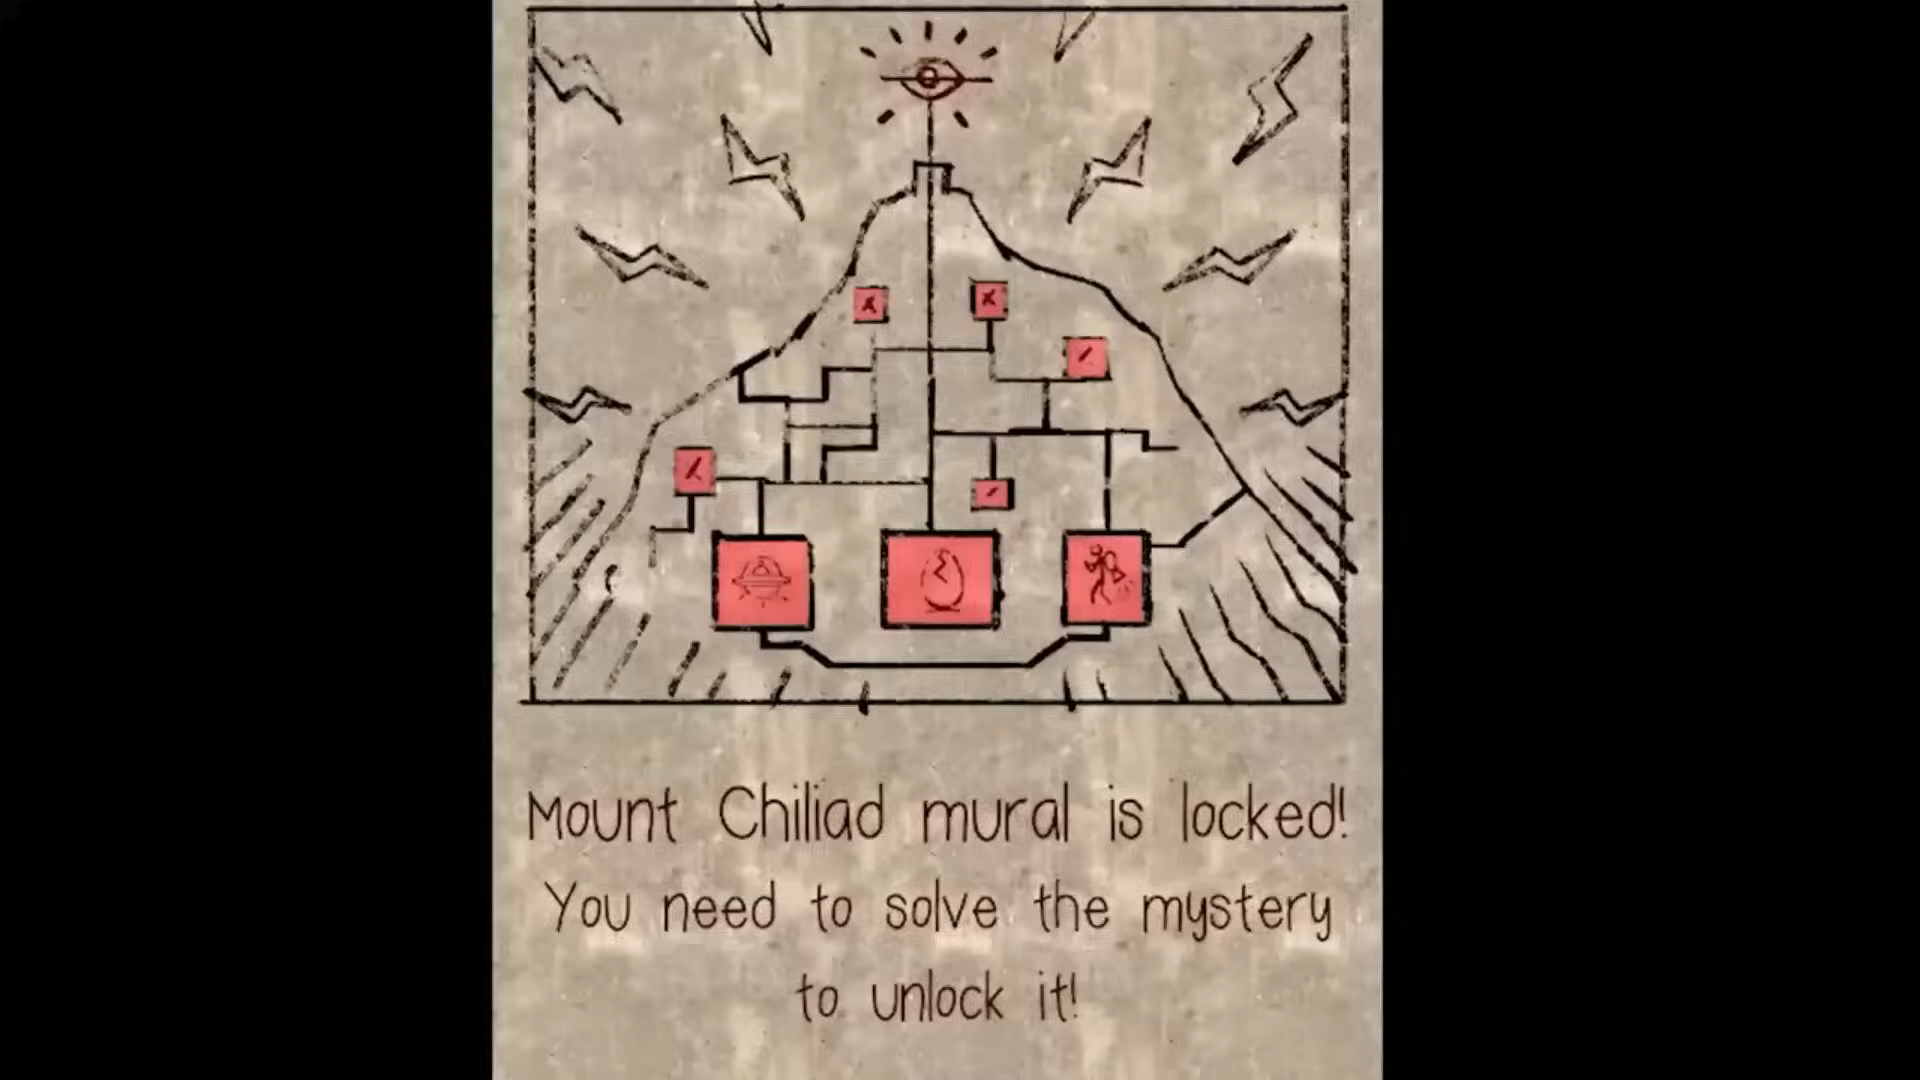 Mount Chiliad mural is locked!
You need to solve the mystery
to unlock it!